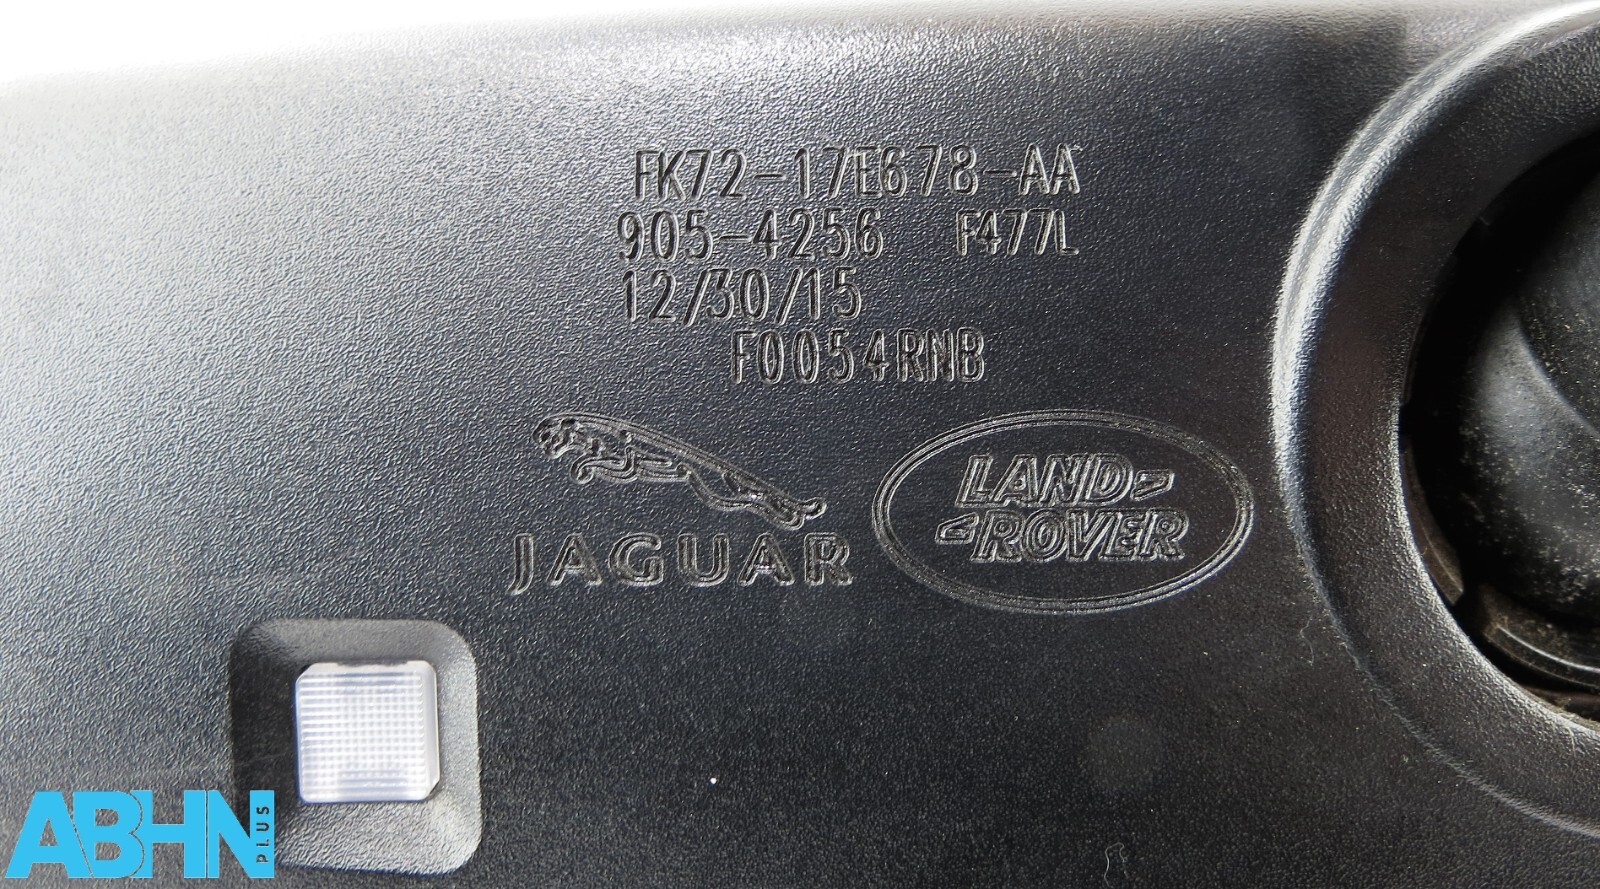 FK72-17E678-AA
905-4256 F477L
12/30/15
F0054RNB
JAGUAR
LAND-
-ROVER
ABHN PLUS